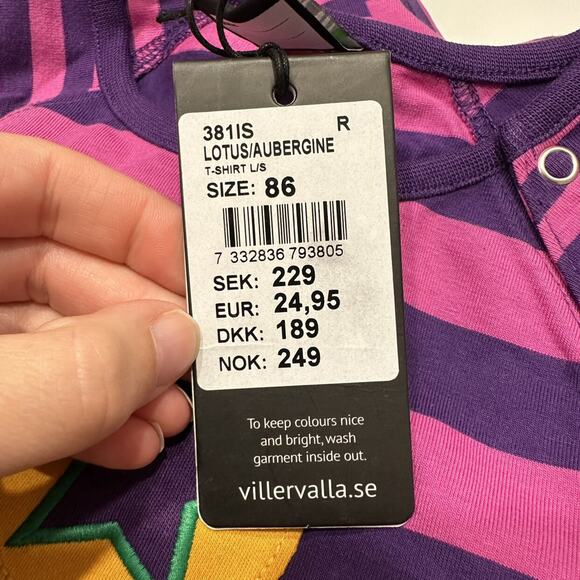 381IS R
LOTUS/AUBERGINE
T-SHIRT L/S
SIZE: 86
7 332836 793805
SEK: 229
EUR: 24,95
DKK: 189
NOK: 249
To keep colours nice
and bright, wash
garment inside out.
villervalla.se